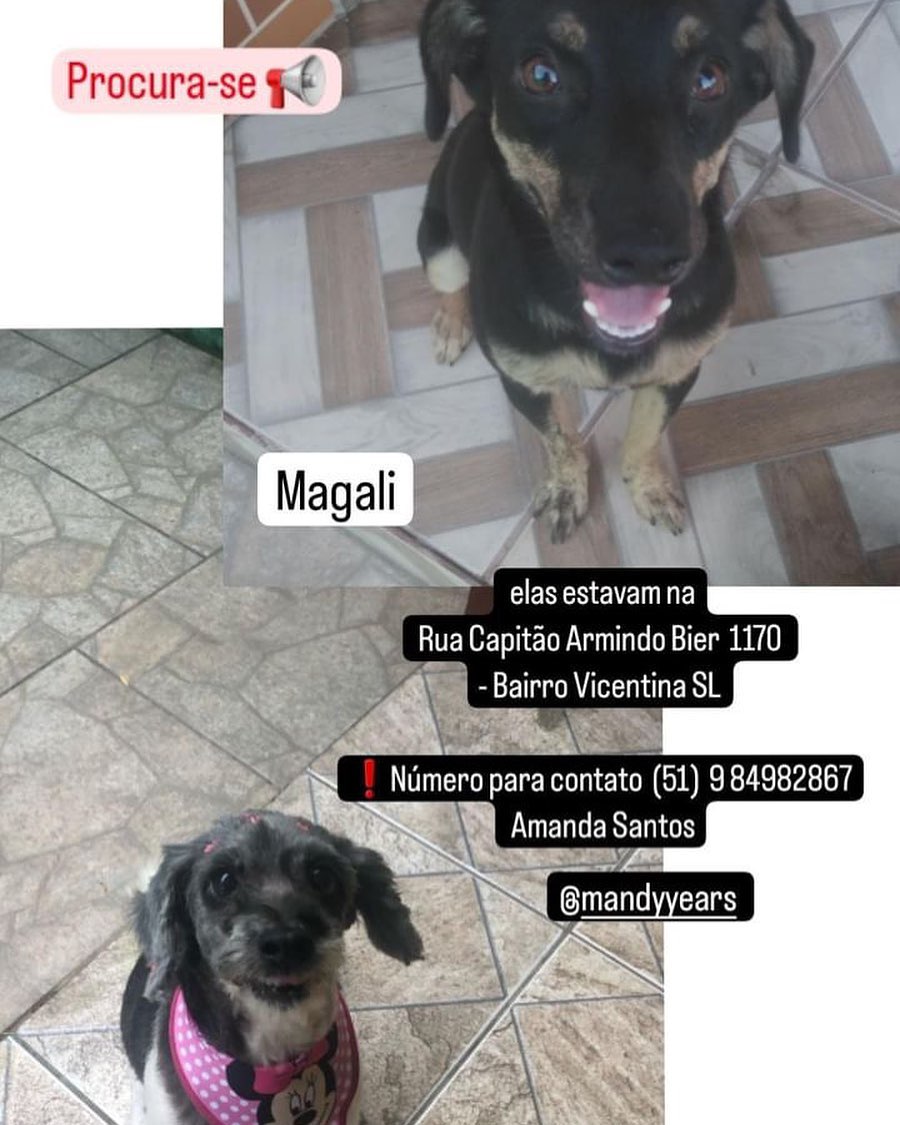 Procura-se
Magali
elas estavam na
Rua Capitão Armindo Bier 1170
- Bairro Vicentina SL
❗ Número para contato (51) 9 84982867
Amanda Santos
@mandyyears